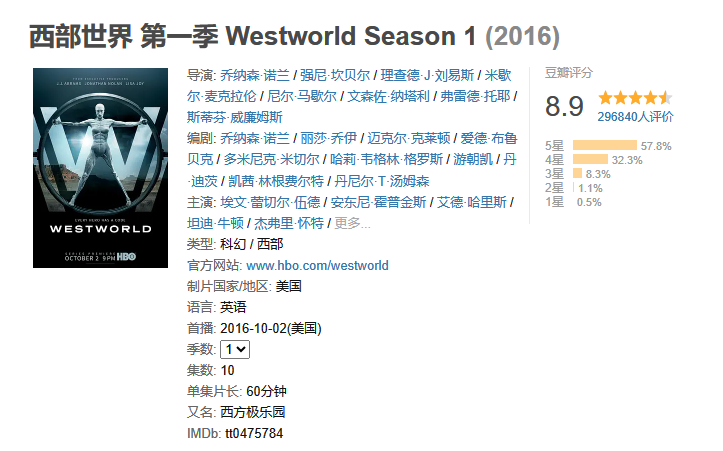 西部世界 第一季 Westworld Season 1 (2016)
J.J. ABRAMS JONATHAN NOLAN LISA JOY
EVERY HERO HAS A CODE
WESTWORLD
SERIES PREMIERE
OCTOBER 2 9PM HBO
导演: 乔纳森·诺兰 / 强尼·坎贝尔 / 理查德·J·刘易斯 / 米歇
尔·麦克拉伦 / 尼尔·马歇尔 / 文森佐·纳塔利 / 弗雷德·托耶 /
斯蒂芬·威廉姆斯
编剧: 乔纳森·诺兰 / 丽莎·乔伊 / 迈克尔·克莱顿 / 爱德·布鲁
贝克 / 多米尼克·米切尔 / 哈莉·韦格林·格罗斯 / 游朝凯 / 丹
·迪茨 / 凯茜·林根费尔特 / 丹尼尔·T·汤姆森
主演: 埃文·蕾切尔·伍德 / 安东尼·霍普金斯 / 艾德·哈里斯 /
坦迪·牛顿 / 杰弗里·怀特 / 更多...
类型: 科幻 / 西部
官方网站: www.hbo.com/westworld
制片国家/地区: 美国
语言: 英语
首播: 2016-10-02(美国)
季数: 1
集数: 10
单集片长: 60分钟
又名: 西方极乐园
IMDb: tt0475784
豆瓣评分
8.9
296840人评价
5星 57.8%
4星 32.3%
3星 8.3%
2星 1.1%
1星 0.5%